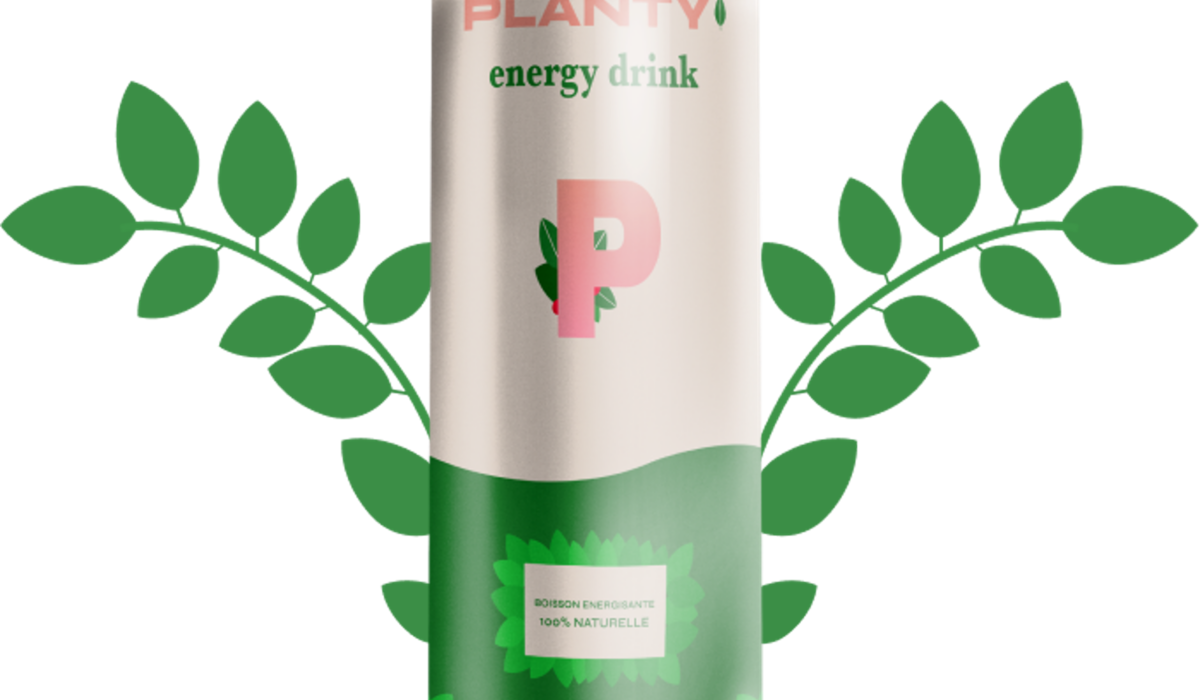 PLANTY
energy drink
P
BOISSON ENERGISANTE
100% NATURELLE